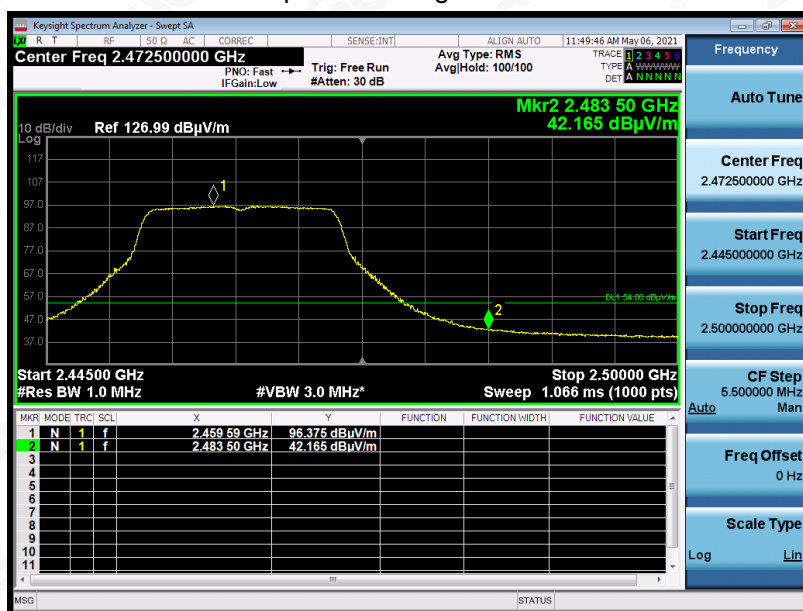 Keysight Spectrum Analyzer - Swept SA
LXI R T RF 50 Ω AC CORREC SENSE:INT ALIGN AUTO 11:49:46 AM May 06, 2021
Center Freq 2.472500000 GHz
PNO: Fast
IFGain:Low
Trig: Free Run
#Atten: 30 dB
Avg Type: RMS
Avg|Hold: 100/100
TRACE 1 2 3 4 5 6
TYPE A WWWWW
DET A N N N N N
Mkr2 2.483 50 GHz
42.165 dBµV/m
10 dB/div Ref 126.99 dBµV/m
Log
117
107
97.0
87.0
77.0
67.0
57.0
47.0
37.0
1
2
DL1 54.00 dBµV/m
Start 2.44500 GHz Stop 2.50000 GHz
#Res BW 1.0 MHz #VBW 3.0 MHz* Sweep 1.066 ms (1000 pts)
MKR MODE TRC SCL X Y FUNCTION FUNCTION WIDTH FUNCTION VALUE
1 N 1 f 2.459 59 GHz 96.375 dBµV/m
2 N 1 f 2.483 50 GHz 42.165 dBµV/m
3
4
5
6
7
8
9
10
11
MSG STATUS
Frequency
Auto Tune
Center Freq
2.472500000 GHz
Start Freq
2.445000000 GHz
Stop Freq
2.500000000 GHz
CF Step
5.500000 MHz
Auto Man
Freq Offset
0 Hz
Scale Type
Log Lin